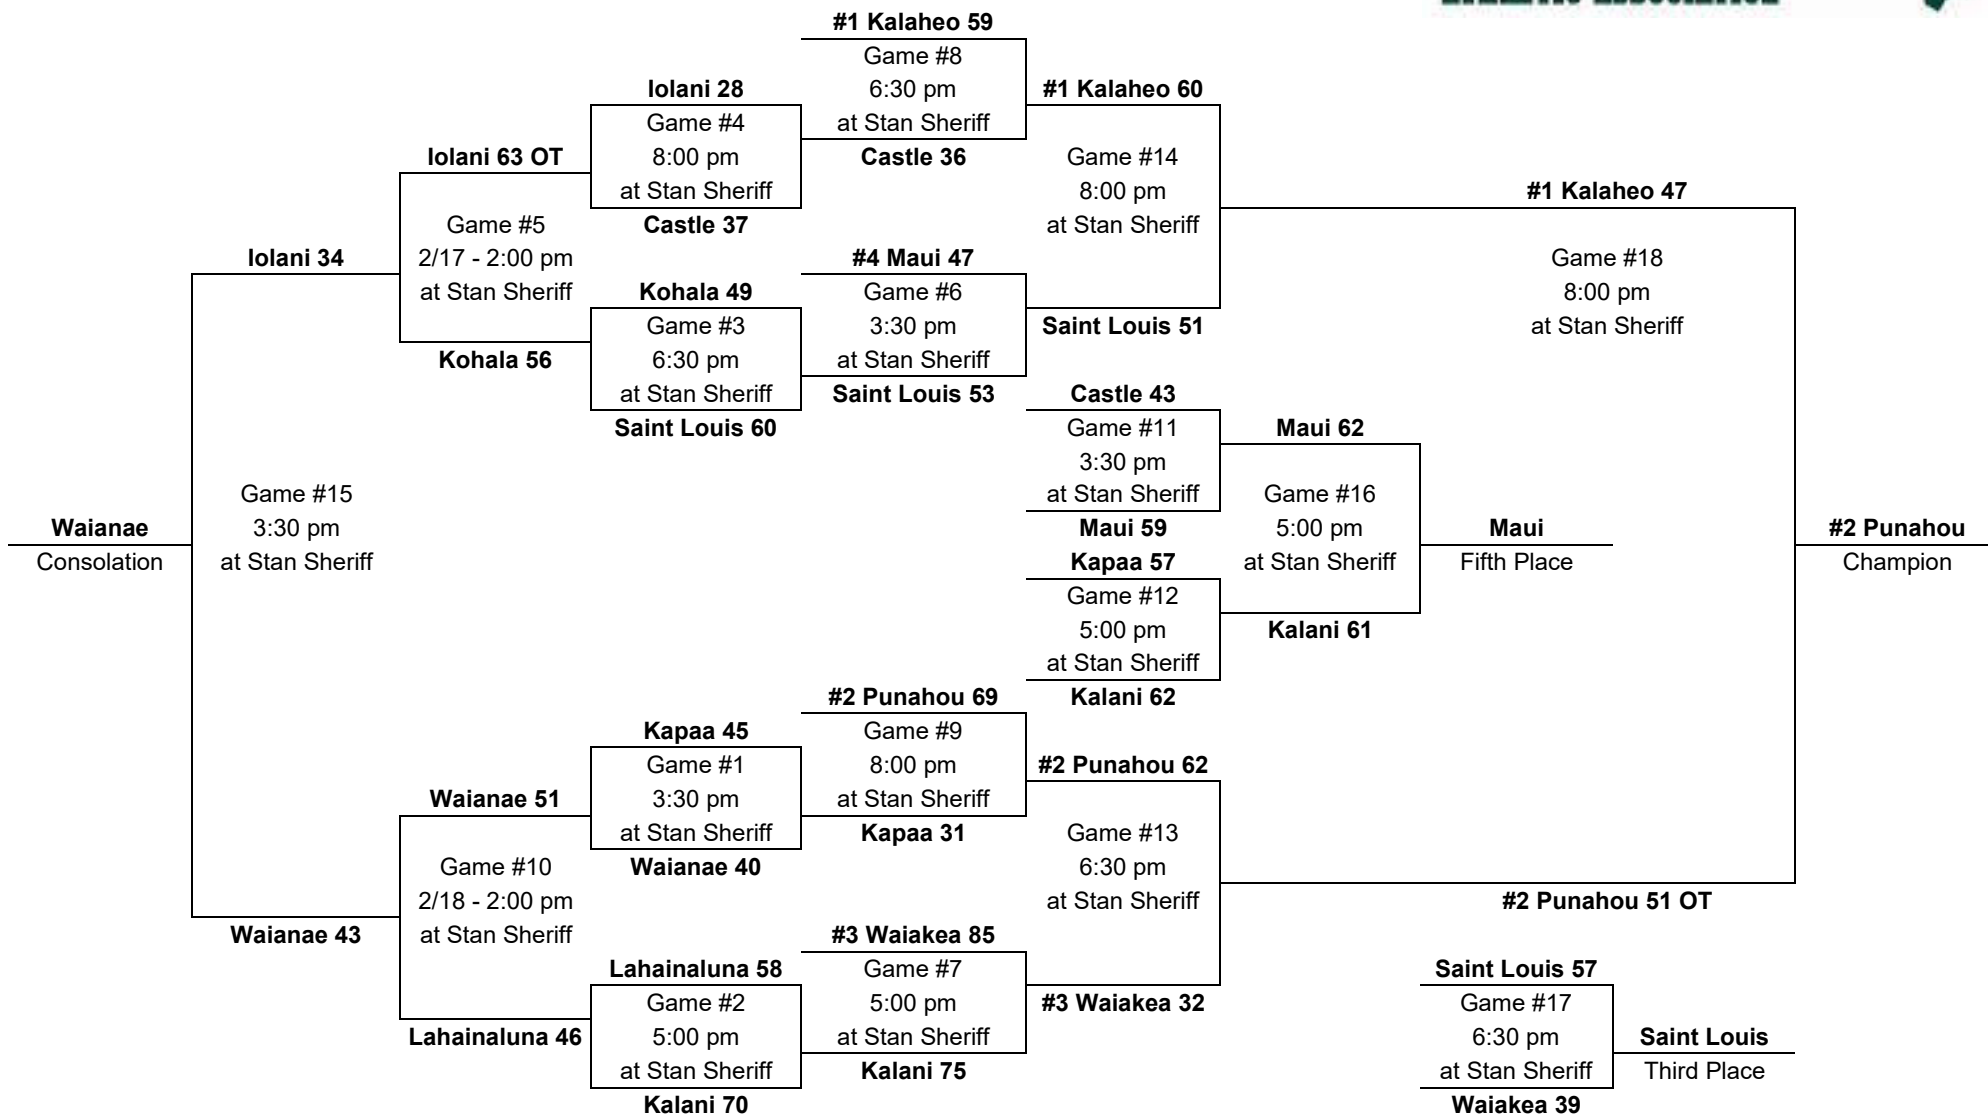 #1 Kalaheo 59
Game #8
6:30 pm
at Stan Sheriff
Castle 36
Iolani 28
Game #4
8:00 pm
at Stan Sheriff
Castle 37
#1 Kalaheo 60
Game #14
8:00 pm
at Stan Sheriff
Saint Louis 51
Iolani 63 OT
Game #5
2/17 - 2:00 pm
at Stan Sheriff
Kohala 56
#1 Kalaheo 47
Game #18
8:00 pm
at Stan Sheriff
#2 Punahou 51 OT
Iolani 34
Game #15
3:30 pm
at Stan Sheriff
Waianae 43
Kohala 49
Game #3
6:30 pm
at Stan Sheriff
Saint Louis 60
#4 Maui 47
Game #6
3:30 pm
at Stan Sheriff
Saint Louis 53
Castle 43
Game #11
3:30 pm
at Stan Sheriff
Maui 59
Maui 62
Game #16
5:00 pm
at Stan Sheriff
Kalani 61
Kapaa 57
Game #12
5:00 pm
at Stan Sheriff
Kalani 62
Waianae
Consolation
Maui
Fifth Place
#2 Punahou
Champion
#2 Punahou 69
Game #9
8:00 pm
at Stan Sheriff
Kapaa 31
Kapaa 45
Game #1
3:30 pm
at Stan Sheriff
Waianae 40
#2 Punahou 62
Game #13
6:30 pm
at Stan Sheriff
#3 Waiakea 32
Waianae 51
Game #10
2/18 - 2:00 pm
at Stan Sheriff
Lahainaluna 46
#3 Waiakea 85
Game #7
5:00 pm
at Stan Sheriff
Kalani 75
Lahainaluna 58
Game #2
5:00 pm
at Stan Sheriff
Kalani 70
Saint Louis 57
Game #17
6:30 pm
at Stan Sheriff
Waiakea 39
Saint Louis
Third Place